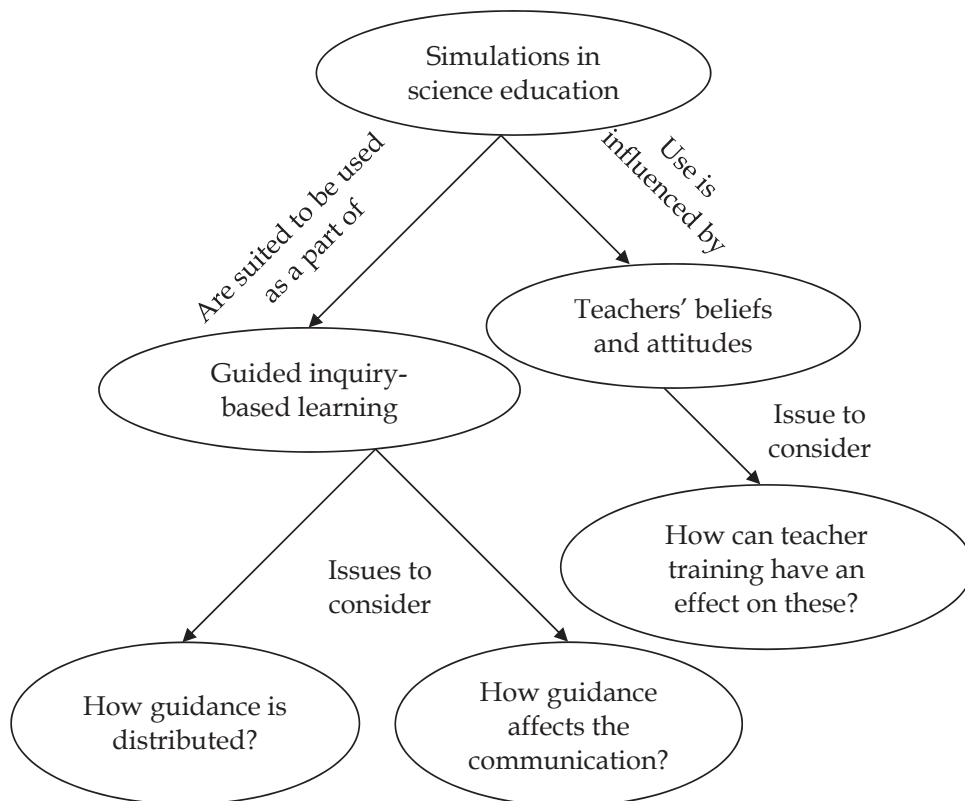 Simulations in
science education
Are suited to be used
as a part of
Use is
influenced by
Teachers’ beliefs
and attitudes
Guided inquiry-
based learning
Issue to
consider
How can teacher
training have an
effect on these?
Issues to
consider
How guidance is
distributed?
How guidance
affects the
communication?